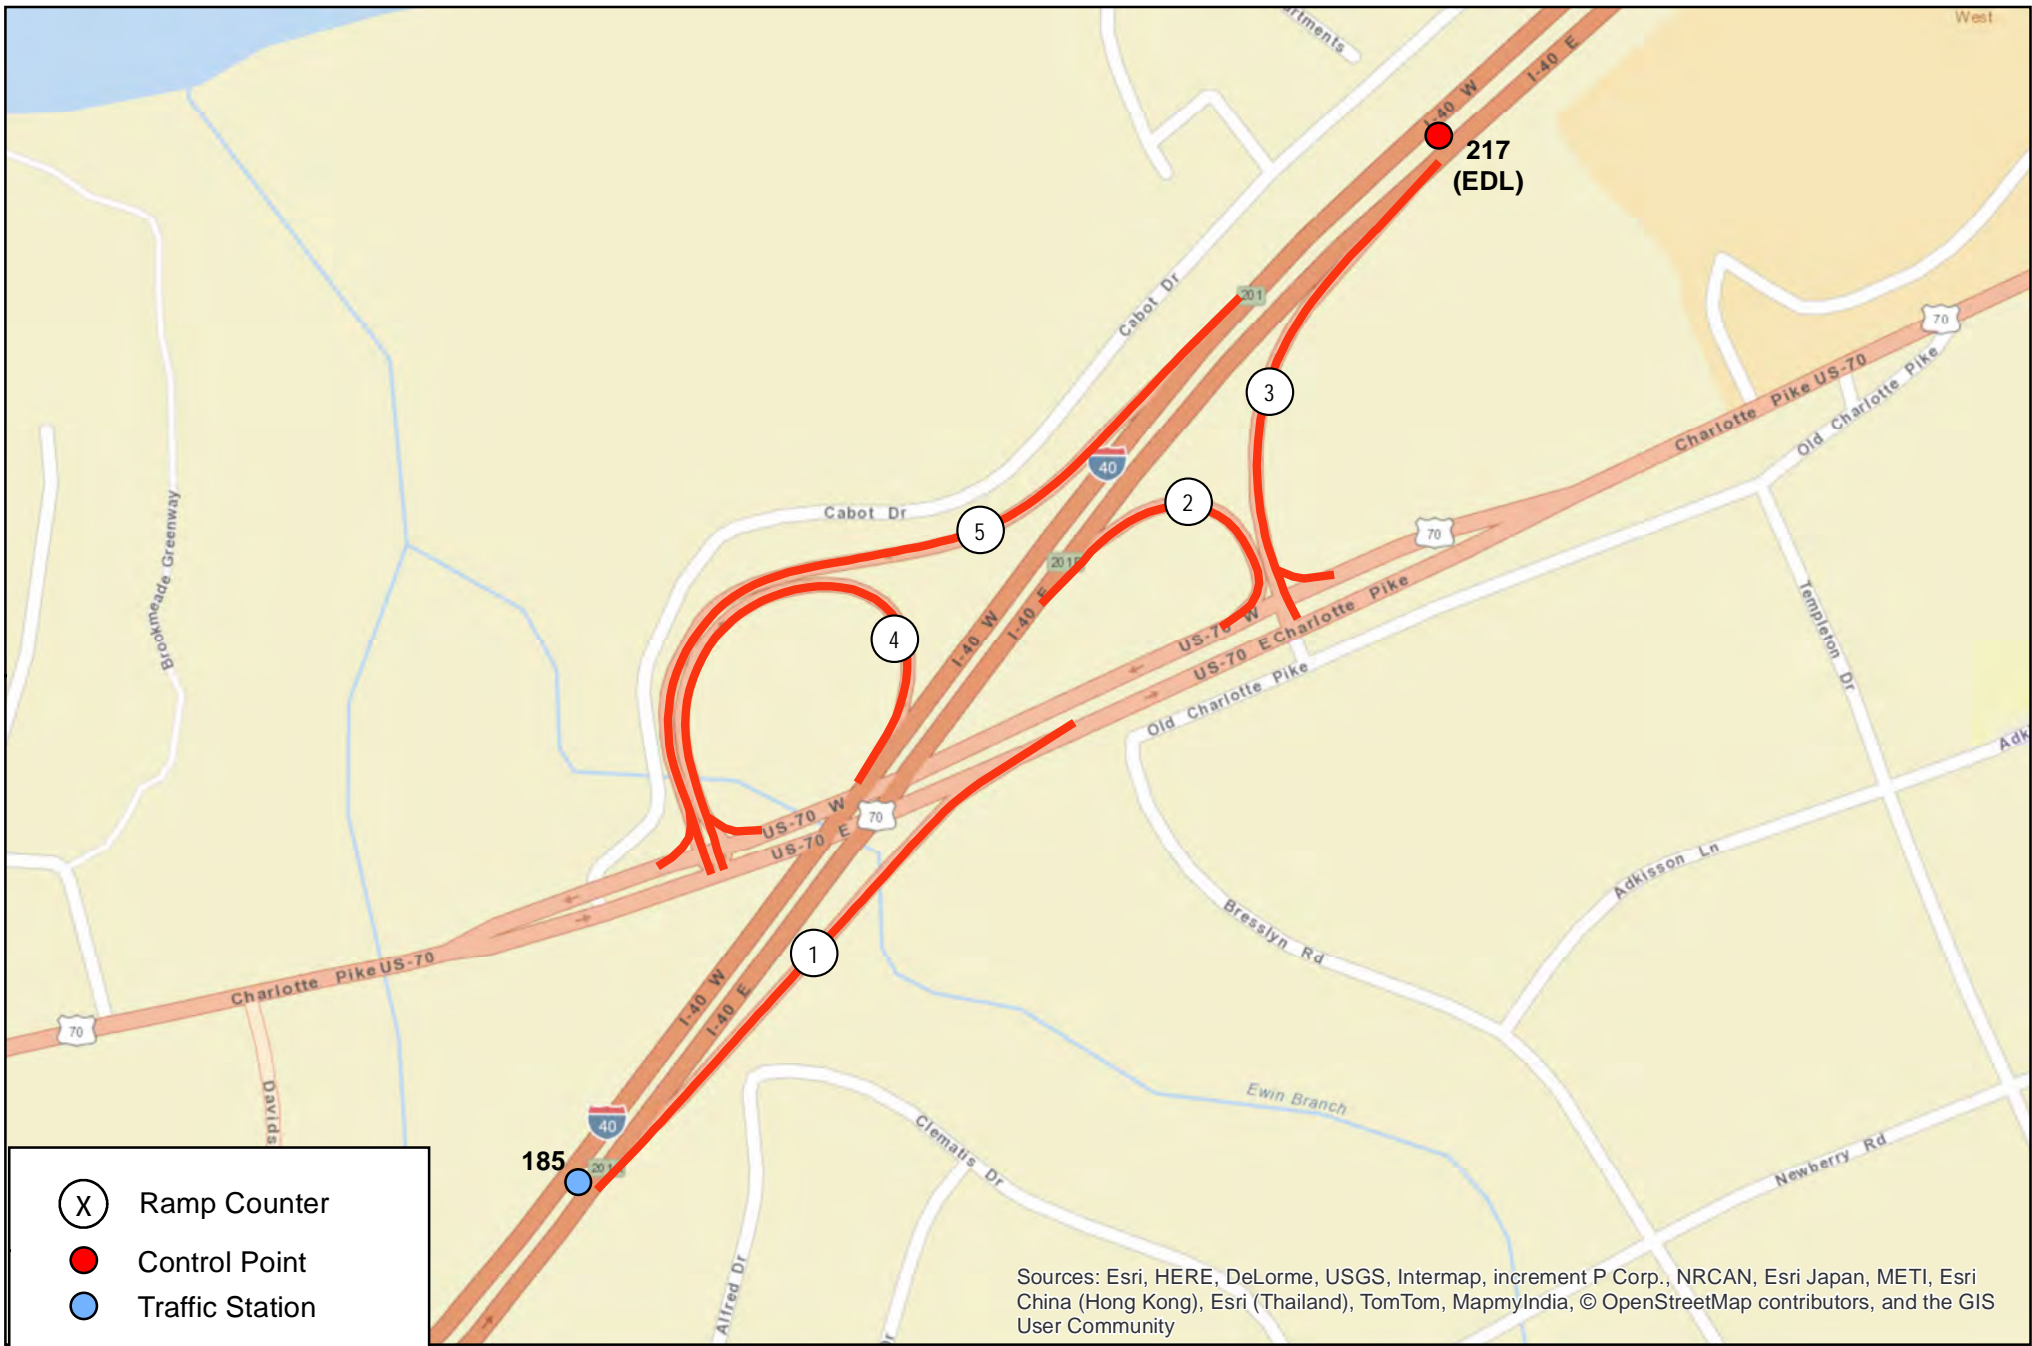 West
rtments
I-40 W
I-40 E
217
(EDL)
70
Charlotte Pike US-70
Old Charlotte Pike
201
Cabot Dr
3
40
2
Cabot Dr
5
70
201B
Charlotte Pike
Brookmeade Greenway
4
I-40 W
I-40 E
US-70 W
US-70 E
Old Charlotte Pike
Templeton Dr
Adk
US-70 W
US-70 E
70
Adkisson Ln
Bresslyn Rd
1
Charlotte Pike US-70
70
I-40 W
I-40 E
Davids
40
Ewin Branch
Clematis Dr
Newberry Rd
185
201
Alfred Dr
Dr
X Ramp Counter
Control Point
Traffic Station
Sources: Esri, HERE, DeLorme, USGS, Intermap, increment P Corp., NRCAN, Esri Japan, METI, Esri
China (Hong Kong), Esri (Thailand), TomTom, MapmyIndia, © OpenStreetMap contributors, and the GIS
User Community